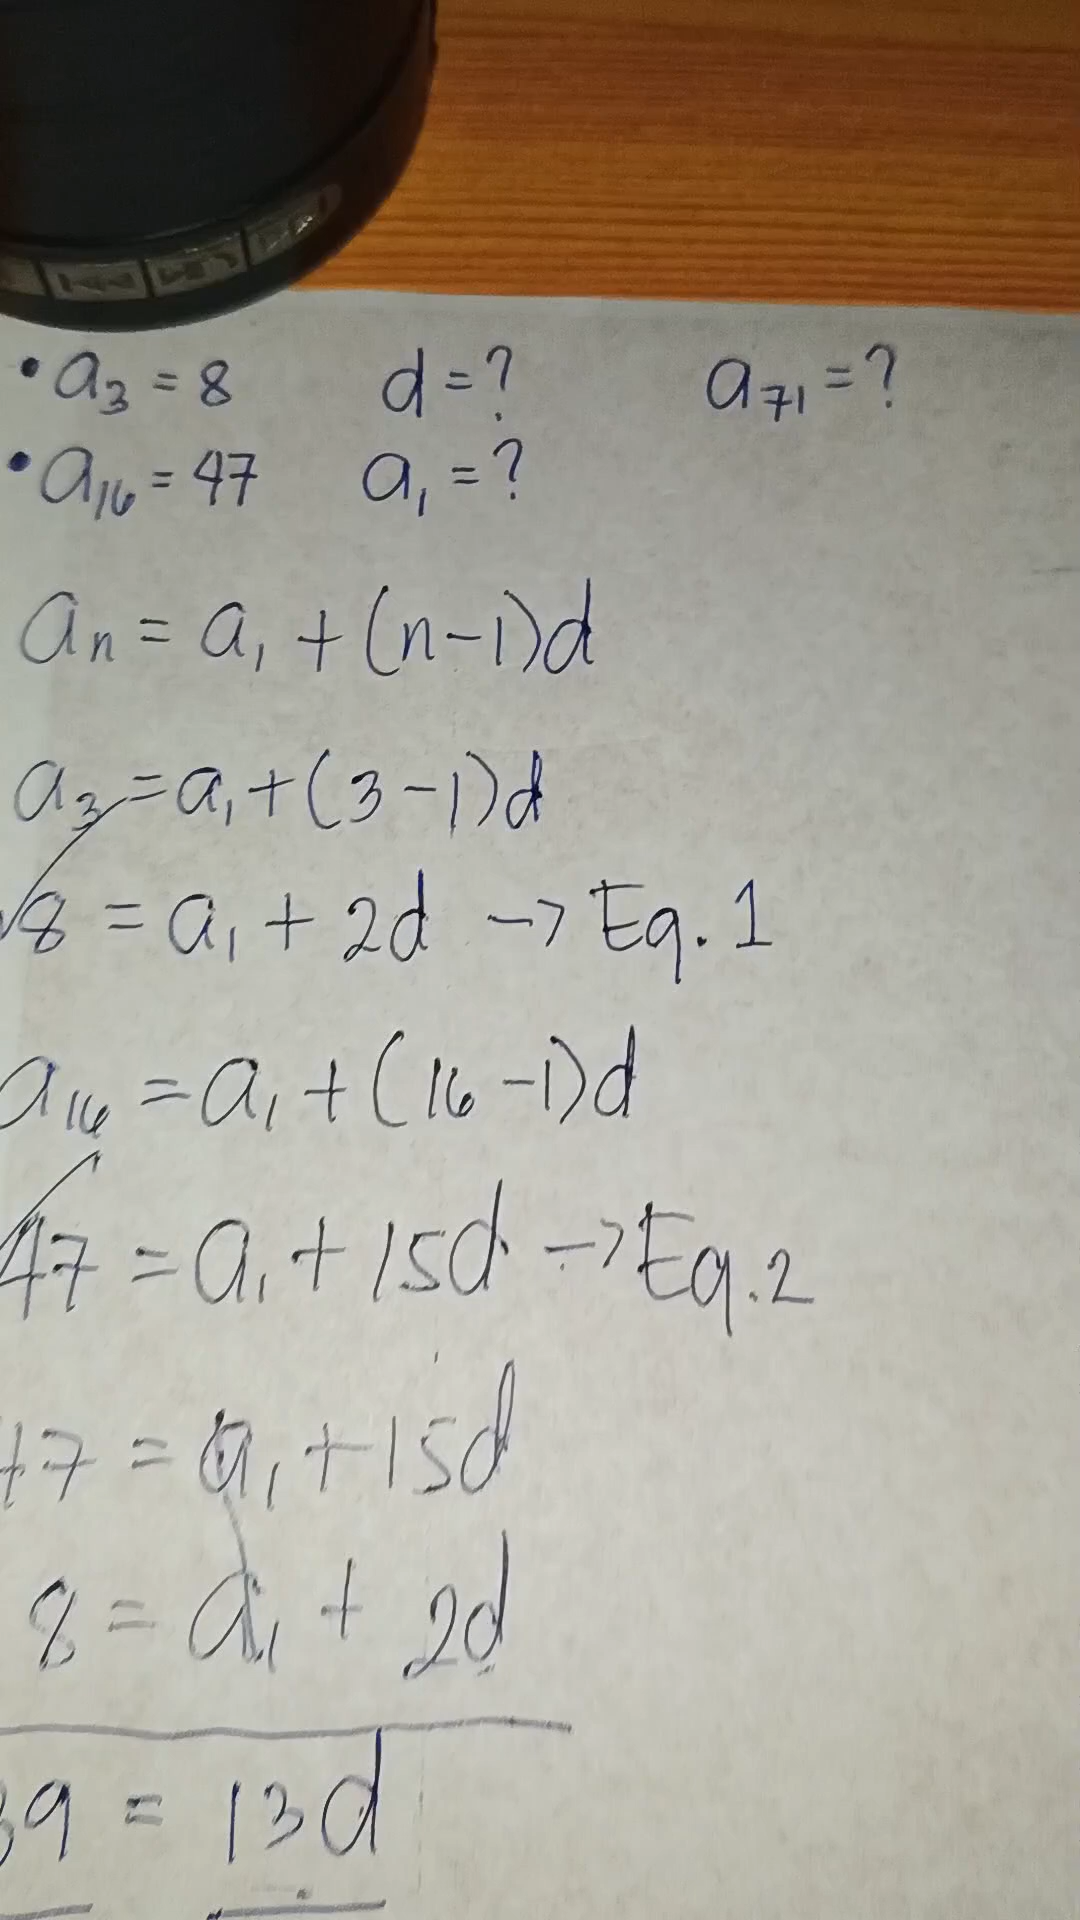 • a₃ = 8 d = ? a₇₁ = ?
• a₁₆ = 47 a₁ = ?
aₙ = a₁ + (n-1)d
a₃ = a₁ + (3-1)d
8 = a₁ + 2d → Eq. 1
a₁₆ = a₁ + (16-1)d
47 = a₁ + 15d → Eq. 2
47 = a₁ + 15d
8 = a₁ + 2d
39 = 13d